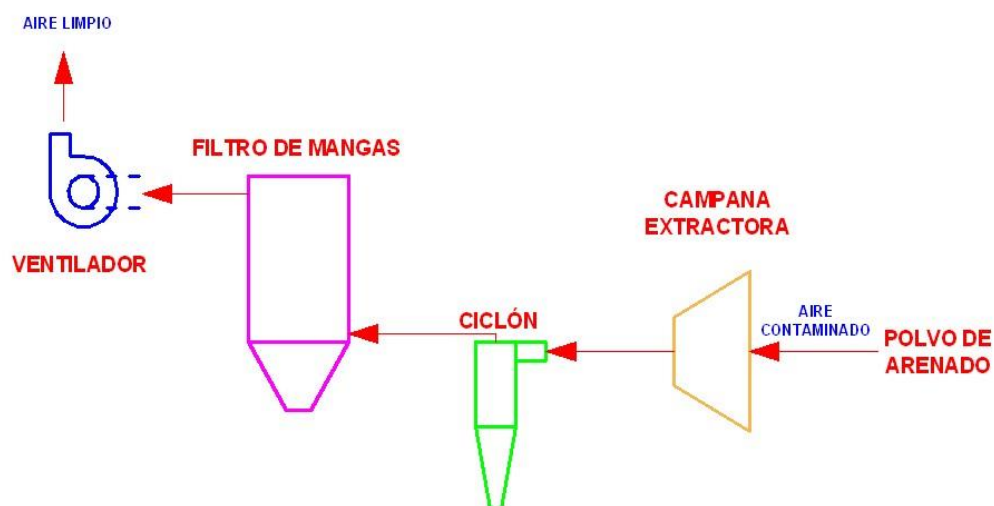 AIRE LIMPIO
FILTRO DE MANGAS
VENTILADOR
CICLÓN
CAMPANA
EXTRACTORA
AIRE
CONTAMINADO
POLVO DE
ARENADO